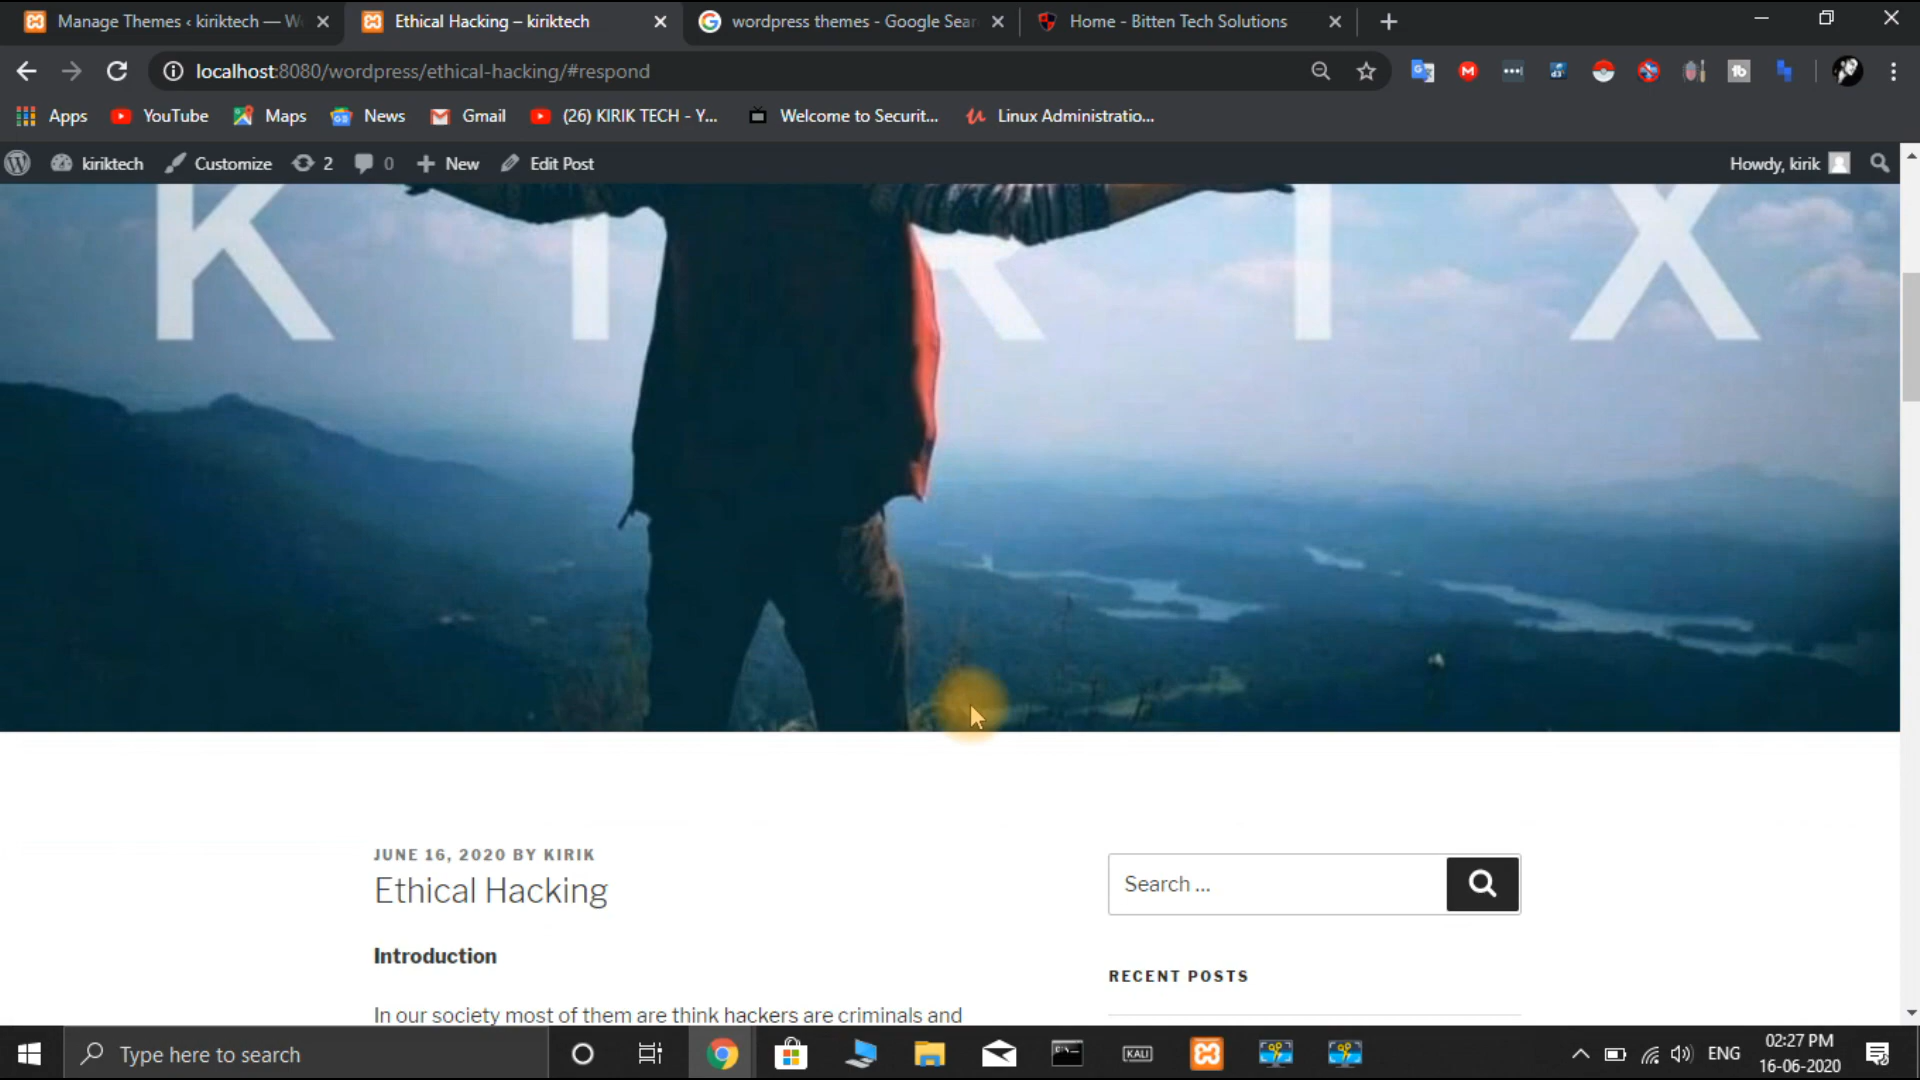 Manage Themes ‹ kiriktech — W
Ethical Hacking – kiriktech
wordpress themes - Google Sear
Home - Bitten Tech Solutions
localhost:8080/wordpress/ethical-hacking/#respond
Apps
YouTube
Maps
News
Gmail
(26) KIRIK TECH - Y...
Welcome to Securit...
Linux Administratio...
kiriktech
Customize
2
0
New
Edit Post
Howdy, kirik
K I R I X
JUNE 16, 2020 BY KIRIK
Ethical Hacking
Search ...
Introduction
RECENT POSTS
In our society most of them are think hackers are criminals and
Type here to search
KALI
ENG
02:27 PM
16-06-2020